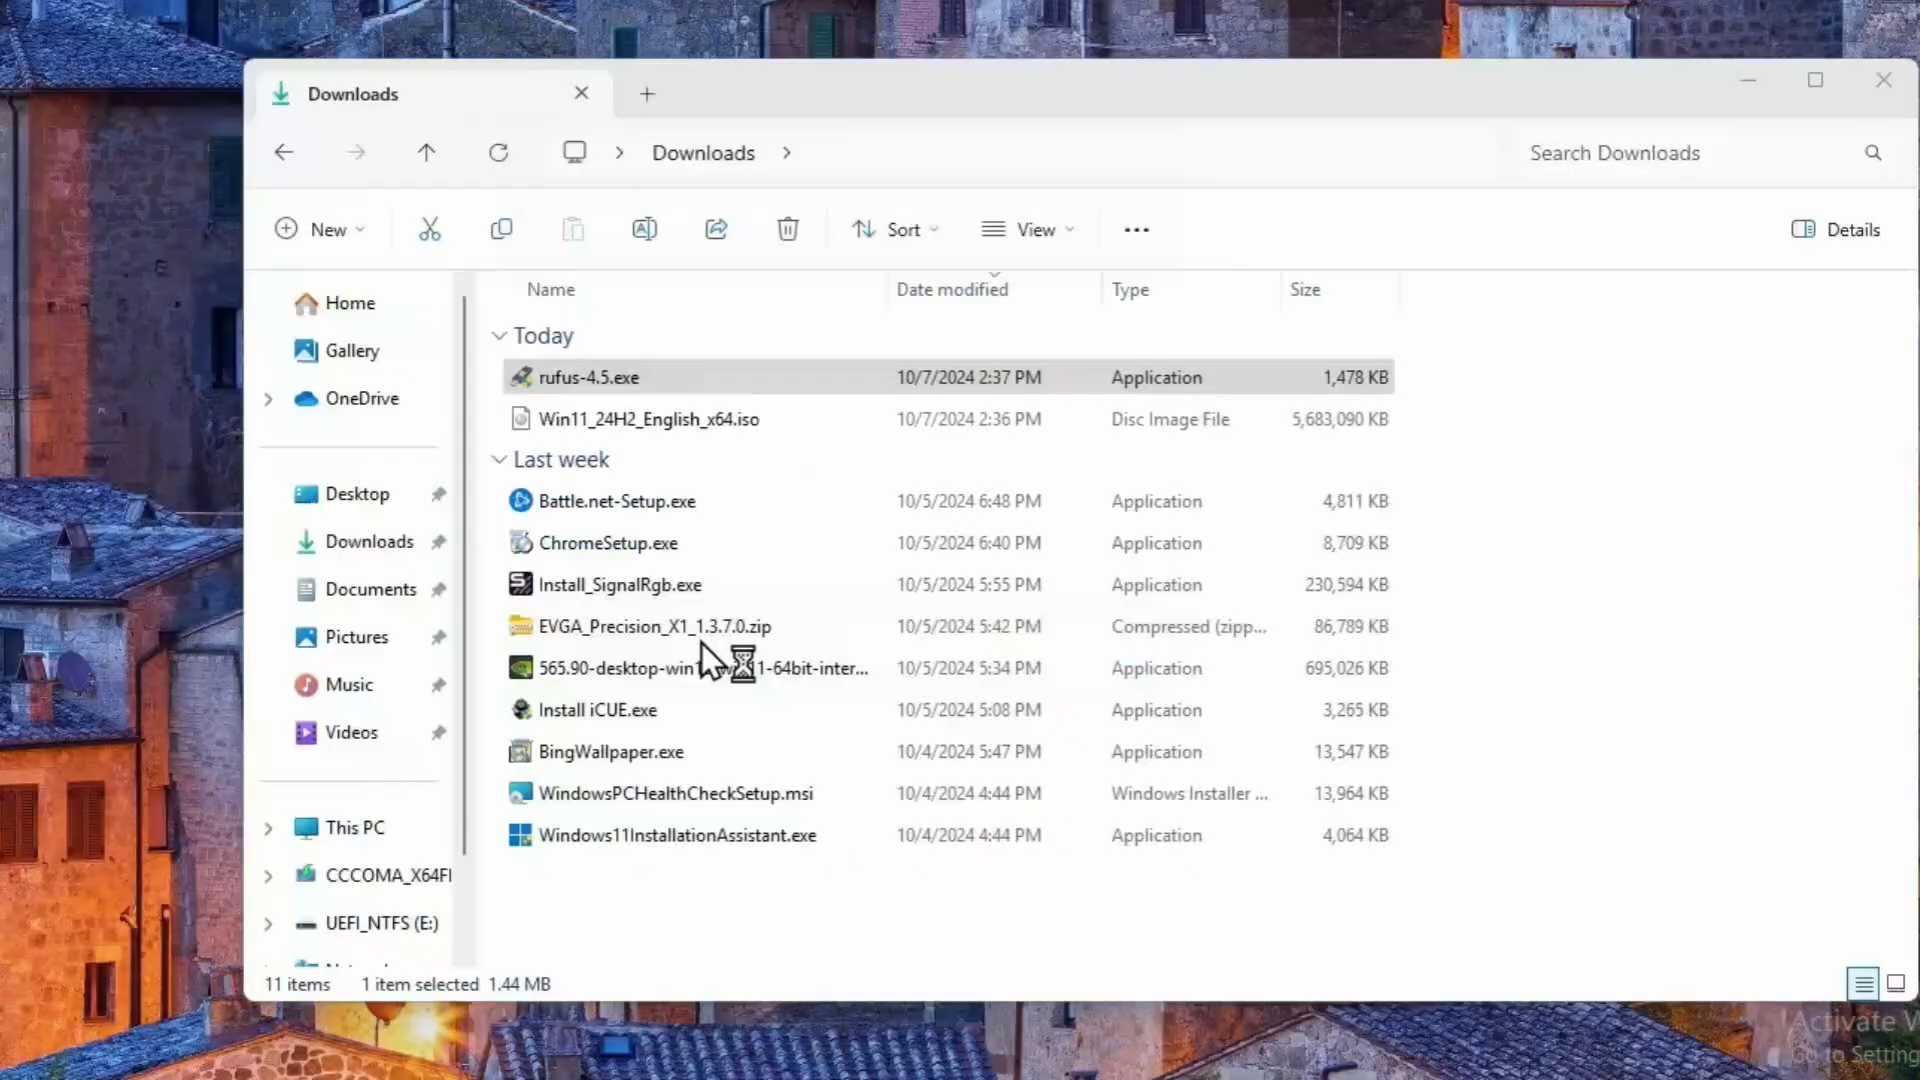 Downloads
Downloads
Search Downloads
New
Sort
View
Details
Name Date modified Type Size
Home
Gallery
OneDrive
Desktop
Downloads
Documents
Pictures
Music
Videos
This PC
CCCOMA_X64FI
UEFI_NTFS (E:)
Today
rufus-4.5.exe 10/7/2024 2:37 PM Application 1,478 KB
Win11_24H2_English_x64.iso 10/7/2024 2:36 PM Disc Image File 5,683,090 KB
Last week
Battle.net-Setup.exe 10/5/2024 6:48 PM Application 4,811 KB
ChromeSetup.exe 10/5/2024 6:40 PM Application 8,709 KB
Install_SignalRgb.exe 10/5/2024 5:55 PM Application 230,594 KB
EVGA_Precision_X1_1.3.7.0.zip 10/5/2024 5:42 PM Compressed (zipp... 86,789 KB
565.90-desktop-win 1-64bit-inter... 10/5/2024 5:34 PM Application 695,026 KB
Install iCUE.exe 10/5/2024 5:08 PM Application 3,265 KB
BingWallpaper.exe 10/4/2024 5:47 PM Application 13,547 KB
WindowsPCHealthCheckSetup.msi 10/4/2024 4:44 PM Windows Installer ... 13,964 KB
Windows11InstallationAssistant.exe 10/4/2024 4:44 PM Application 4,064 KB
11 items 1 item selected 1.44 MB
Activate W
Go to Setting